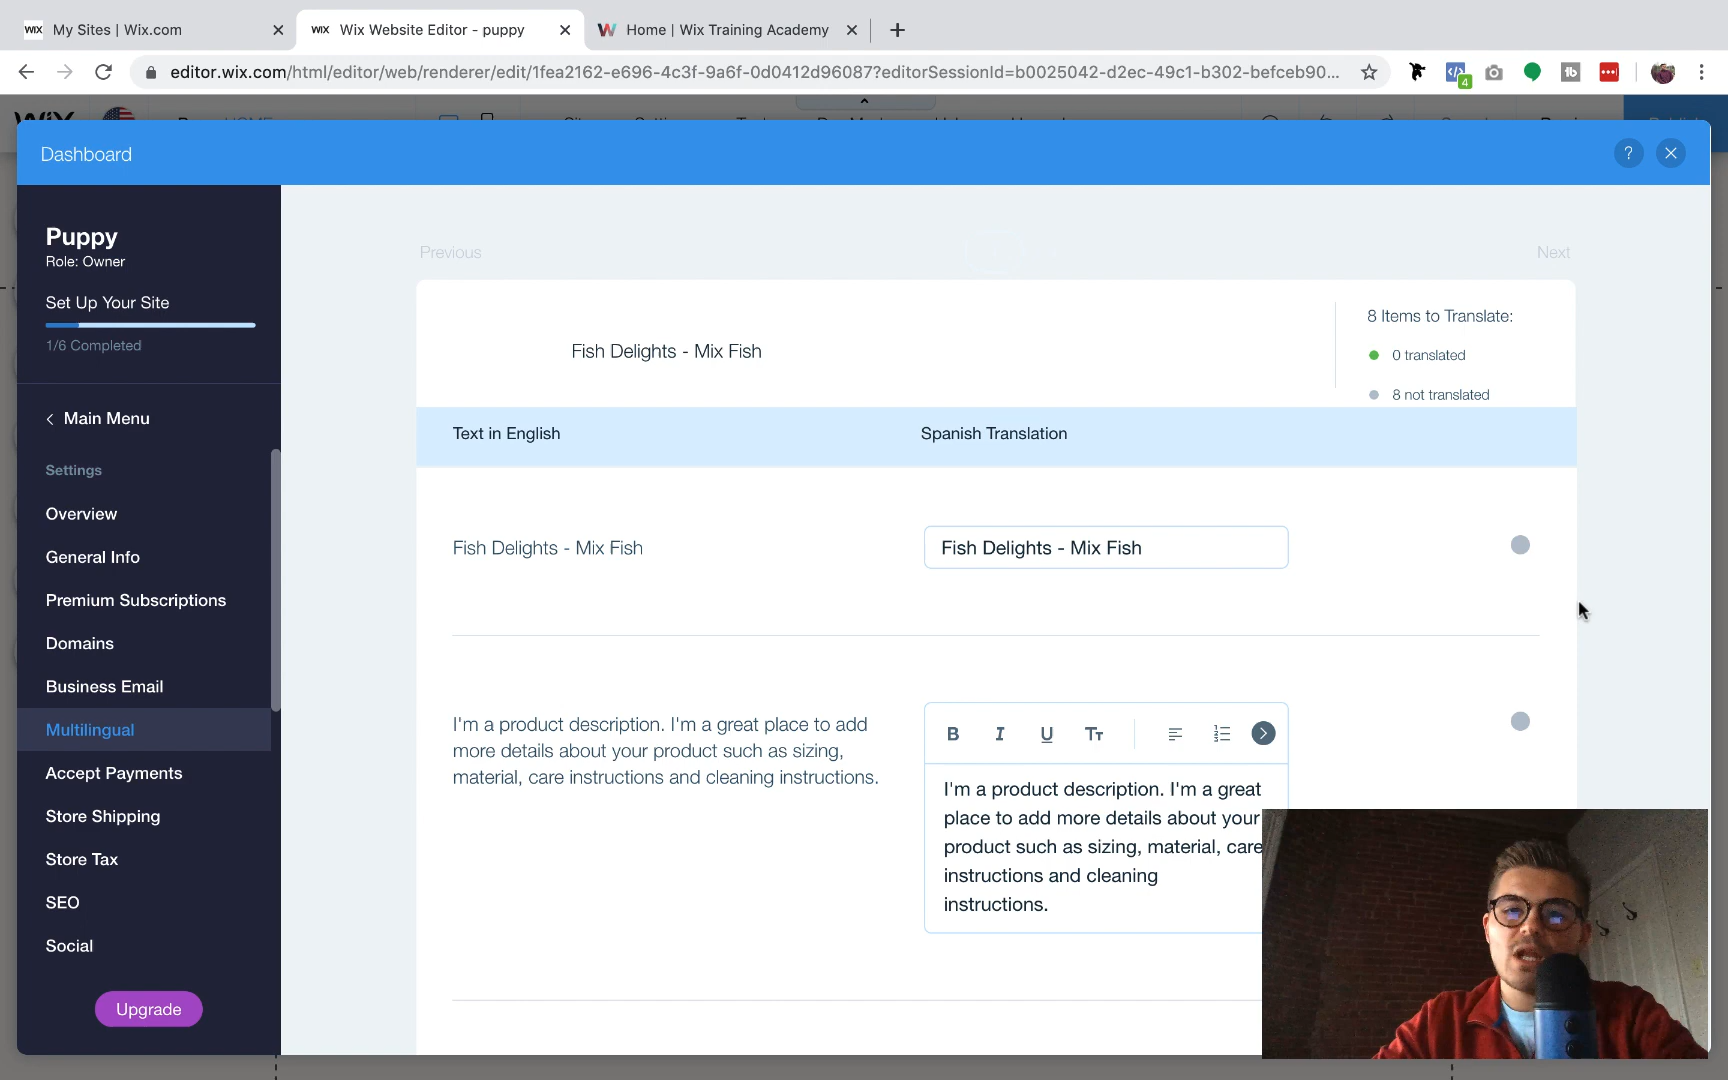 WIX My Sites | Wix.com
WIX Wix Website Editor - puppy
Home | Wix Training Academy
editor.wix.com/html/editor/web/renderer/edit/1fea2162-e696-4c3f-9a6f-0d0412d96087?editorSessionId=b0025042-d2ec-49c1-b302-befceb90...
4
tb
Dashboard
?
Puppy
Role: Owner
Set Up Your Site
1/6 Completed
Main Menu
Settings
Overview
General Info
Premium Subscriptions
Domains
Business Email
Multilingual
Accept Payments
Store Shipping
Store Tax
SEO
Social
Upgrade
Previous
Next
Fish Delights - Mix Fish
8 Items to Translate:
0 translated
8 not translated
Text in English
Spanish Translation
Fish Delights - Mix Fish
Fish Delights - Mix Fish
I'm a product description. I'm a great place to add
more details about your product such as sizing,
material, care instructions and cleaning instructions.
B I U TT
I'm a product description. I'm a great
place to add more details about your
product such as sizing, material, care
instructions and cleaning
instructions.